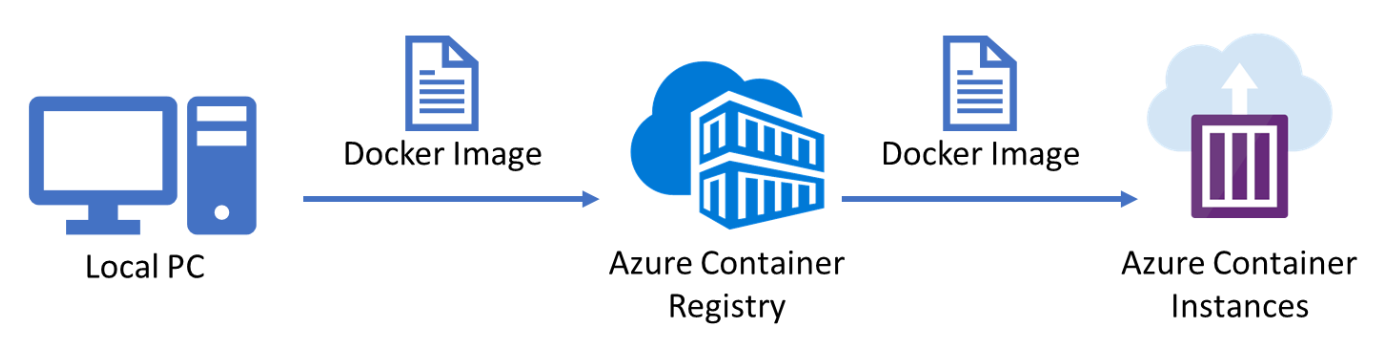 Docker Image
Docker Image
Local PC
Azure Container
Registry
Azure Container
Instances